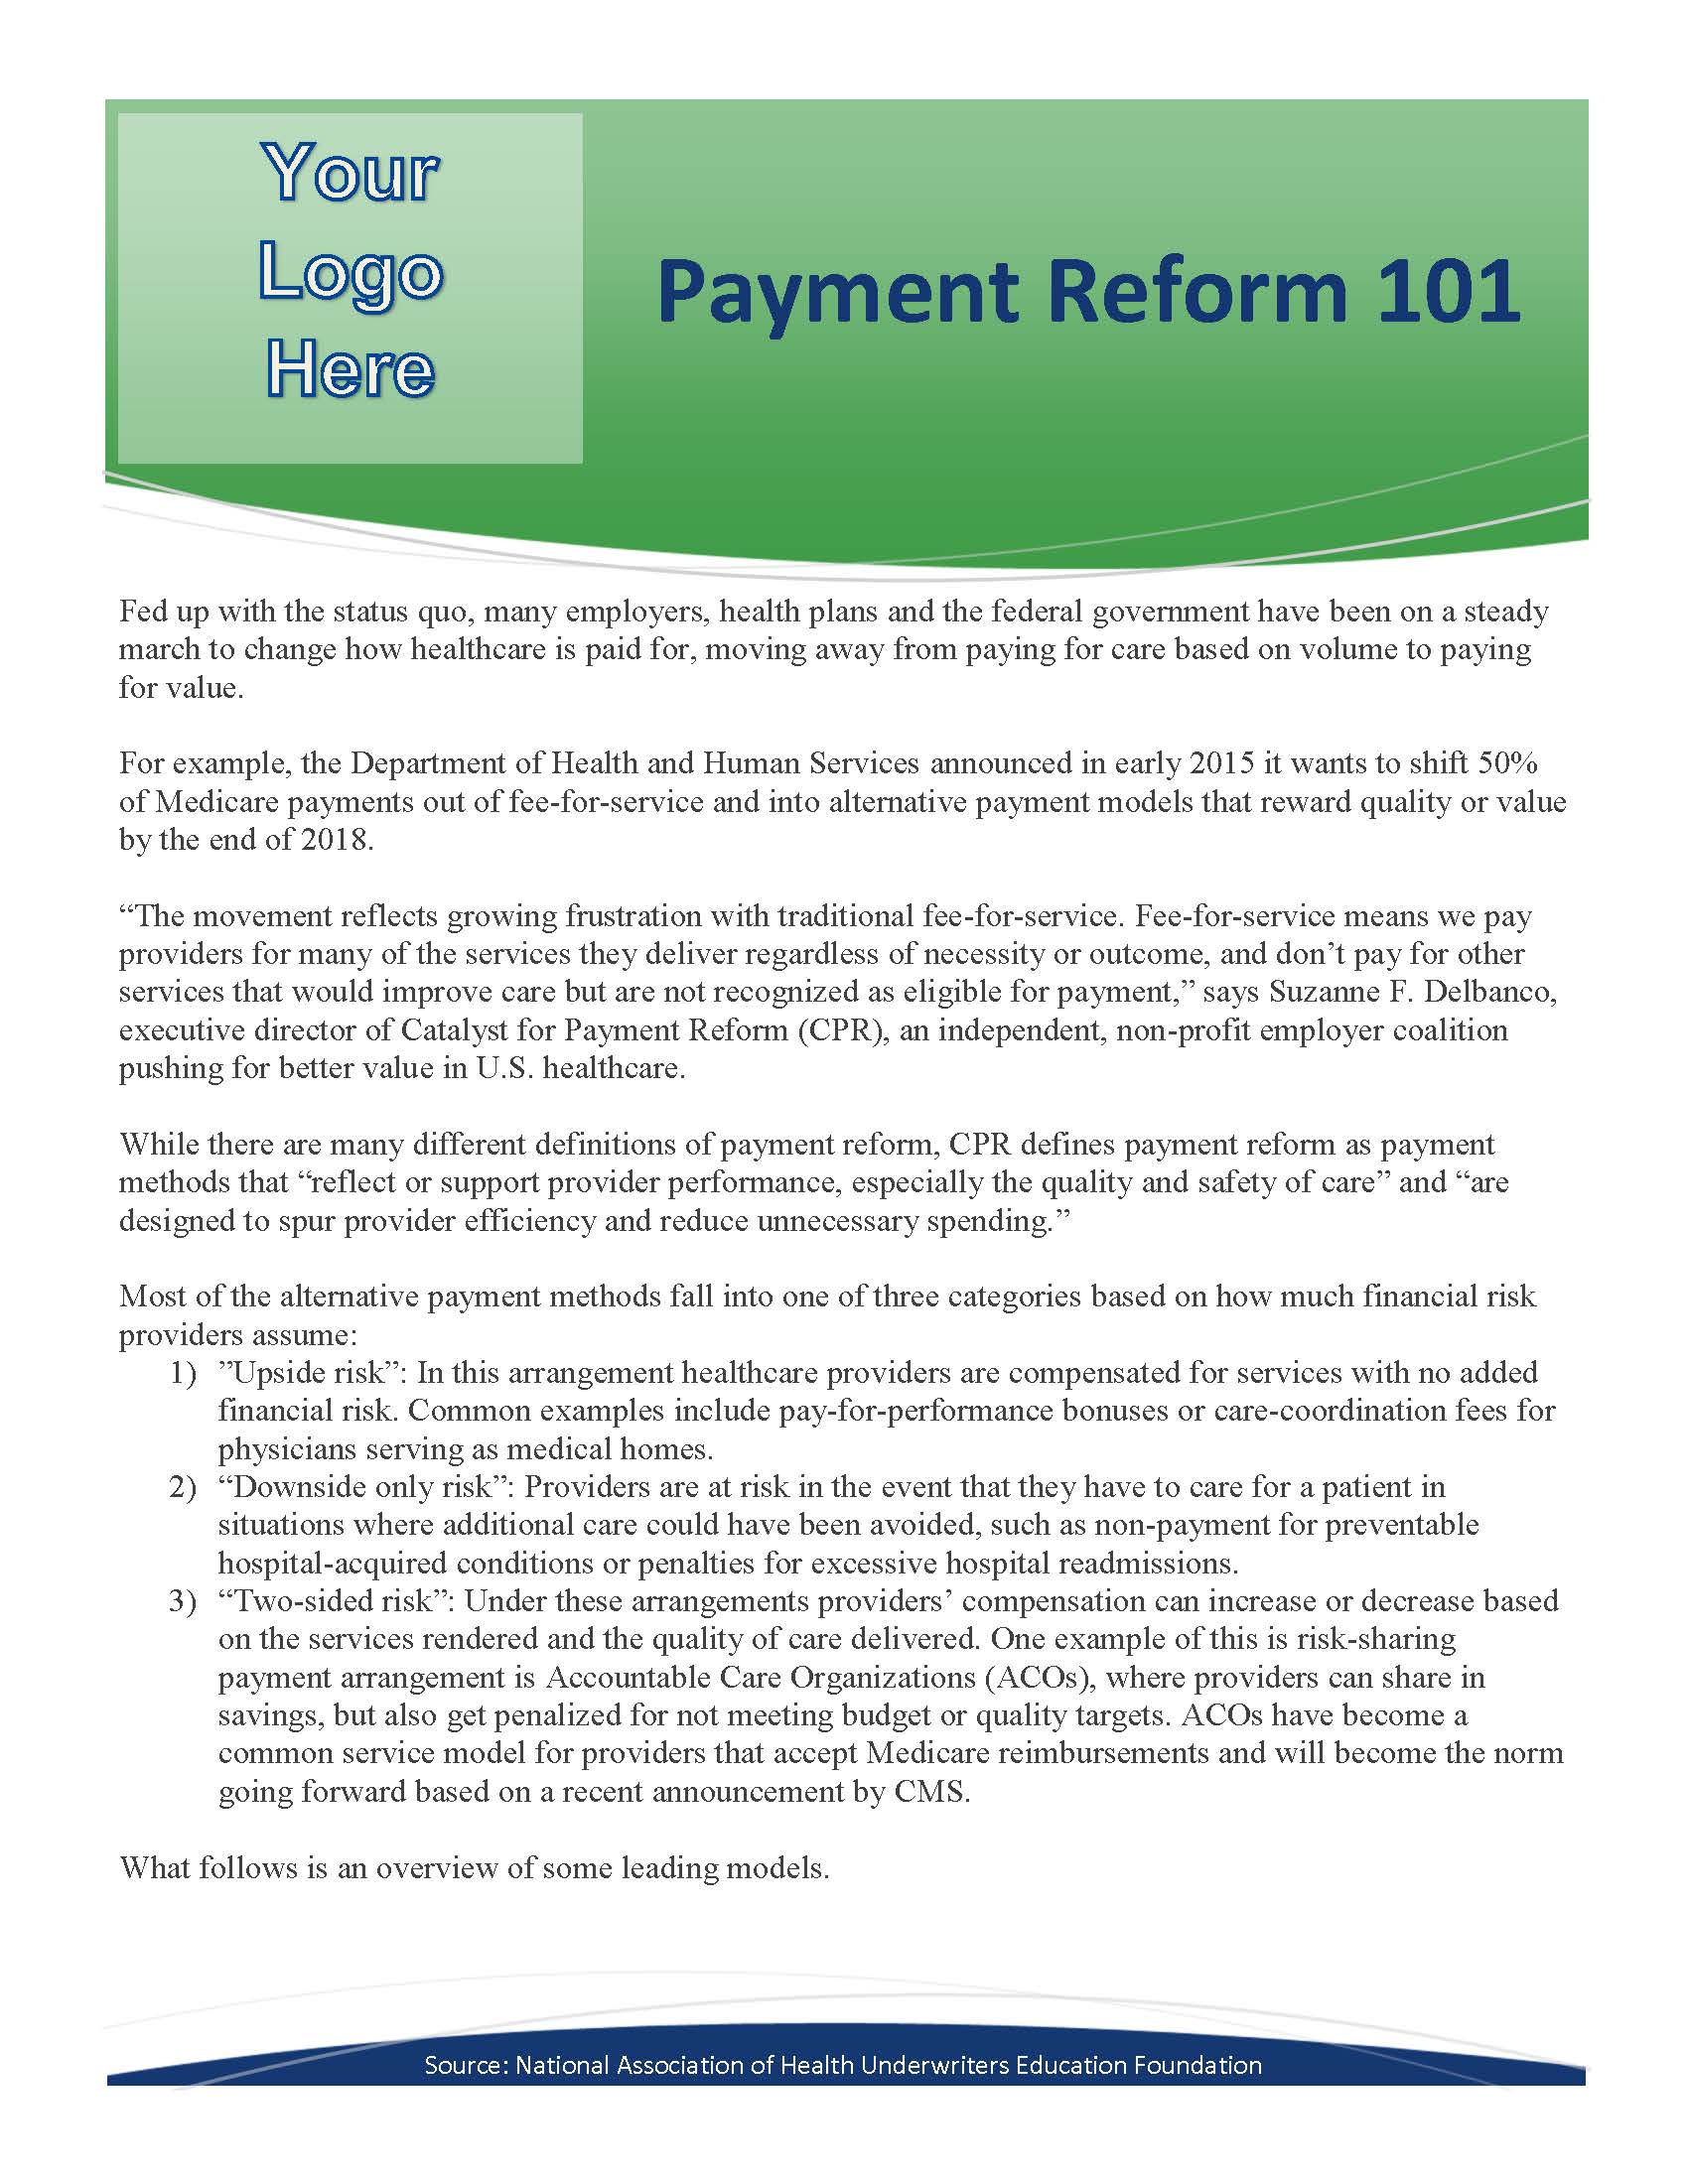 Your
Logo
Here
Payment Reform 101
Fed up with the status quo, many employers, health plans and the federal government have been on a steady
march to change how healthcare is paid for, moving away from paying for care based on volume to paying
for value.
For example, the Department of Health and Human Services announced in early 2015 it wants to shift 50%
of Medicare payments out of fee-for-service and into alternative payment models that reward quality or value
by the end of 2018.
“The movement reflects growing frustration with traditional fee-for-service. Fee-for-service means we pay
providers for many of the services they deliver regardless of necessity or outcome, and don’t pay for other
services that would improve care but are not recognized as eligible for payment,” says Suzanne F. Delbanco,
executive director of Catalyst for Payment Reform (CPR), an independent, non-profit employer coalition
pushing for better value in U.S. healthcare.
While there are many different definitions of payment reform, CPR defines payment reform as payment
methods that “reflect or support provider performance, especially the quality and safety of care” and “are
designed to spur provider efficiency and reduce unnecessary spending.”
Most of the alternative payment methods fall into one of three categories based on how much financial risk
providers assume:
1) ”Upside risk”: In this arrangement healthcare providers are compensated for services with no added
financial risk. Common examples include pay-for-performance bonuses or care-coordination fees for
physicians serving as medical homes.
2) “Downside only risk”: Providers are at risk in the event that they have to care for a patient in
situations where additional care could have been avoided, such as non-payment for preventable
hospital-acquired conditions or penalties for excessive hospital readmissions.
3) “Two-sided risk”: Under these arrangements providers’ compensation can increase or decrease based
on the services rendered and the quality of care delivered. One example of this is risk-sharing
payment arrangement is Accountable Care Organizations (ACOs), where providers can share in
savings, but also get penalized for not meeting budget or quality targets. ACOs have become a
common service model for providers that accept Medicare reimbursements and will become the norm
going forward based on a recent announcement by CMS.
What follows is an overview of some leading models.
Source: National Association of Health Underwriters Education Foundation